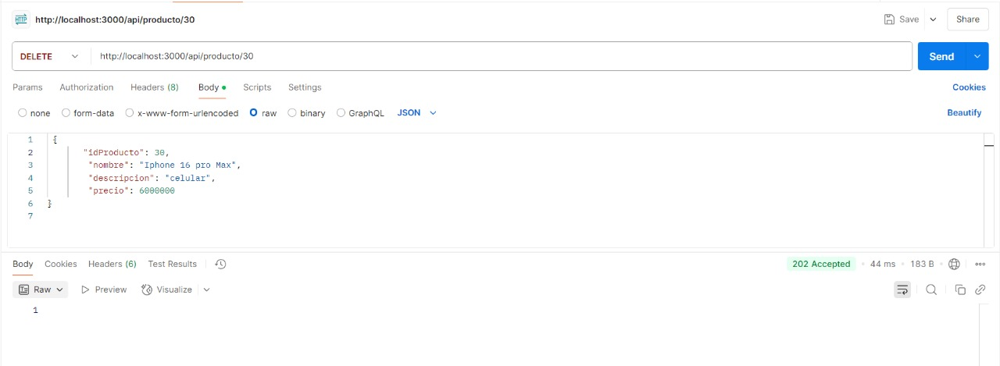 HTTP http://localhost:3000/api/producto/30 Save Share
DELETE http://localhost:3000/api/producto/30 Send
Params Authorization Headers (8) Body Scripts Settings Cookies
none form-data x-www-form-urlencoded raw binary GraphQL JSON Beautify
1 {
2 "idProducto": 30,
3 "nombre": "Iphone 16 pro Max",
4 "descripcion": "celular",
5 "precio": 6000000
6 }
7
Body Cookies Headers (6) Test Results 202 Accepted • 44 ms • 183 B
Raw Preview Visualize
1